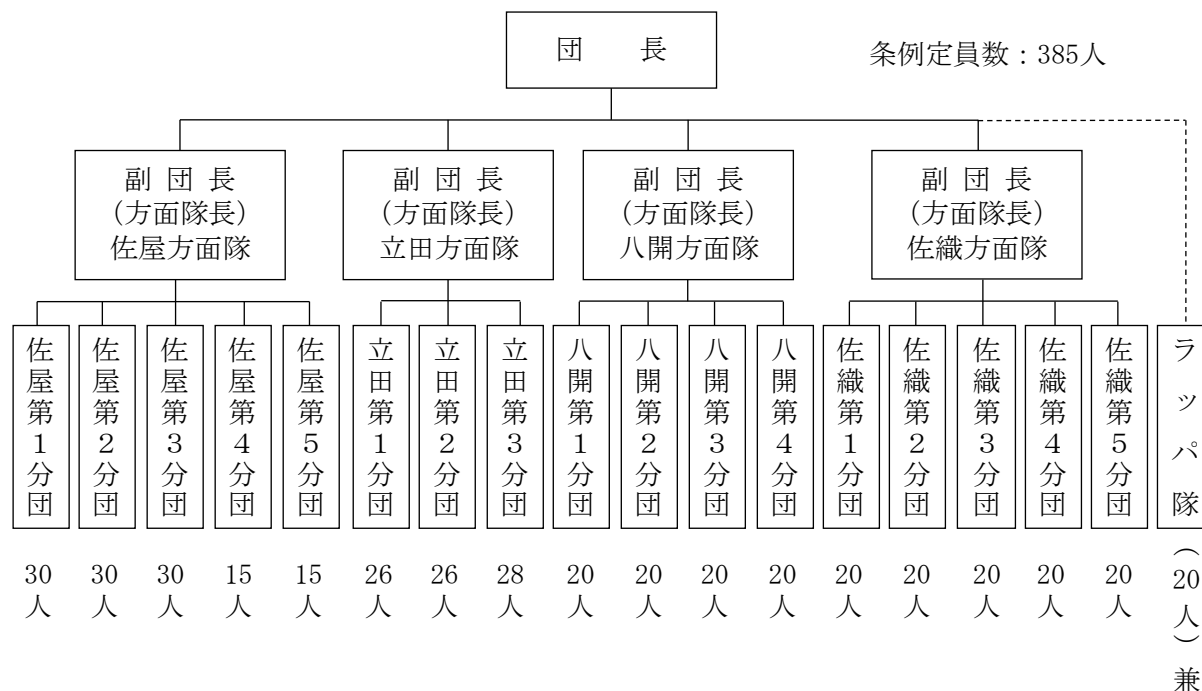 団　長
条例定員数：385人
副 団 長
（方面隊長）
佐屋方面隊
副 団 長
（方面隊長）
立田方面隊
副 団 長
（方面隊長）
八開方面隊
副 団 長
（方面隊長）
佐織方面隊
佐屋第１分団
佐屋第２分団
佐屋第３分団
佐屋第４分団
佐屋第５分団
立田第１分団
立田第２分団
立田第３分団
八開第１分団
八開第２分団
八開第３分団
八開第４分団
佐織第１分団
佐織第２分団
佐織第３分団
佐織第４分団
佐織第５分団
ラッパ隊
30人
30人
30人
15人
15人
26人
26人
28人
20人
20人
20人
20人
20人
20人
20人
20人
20人
（20人）兼